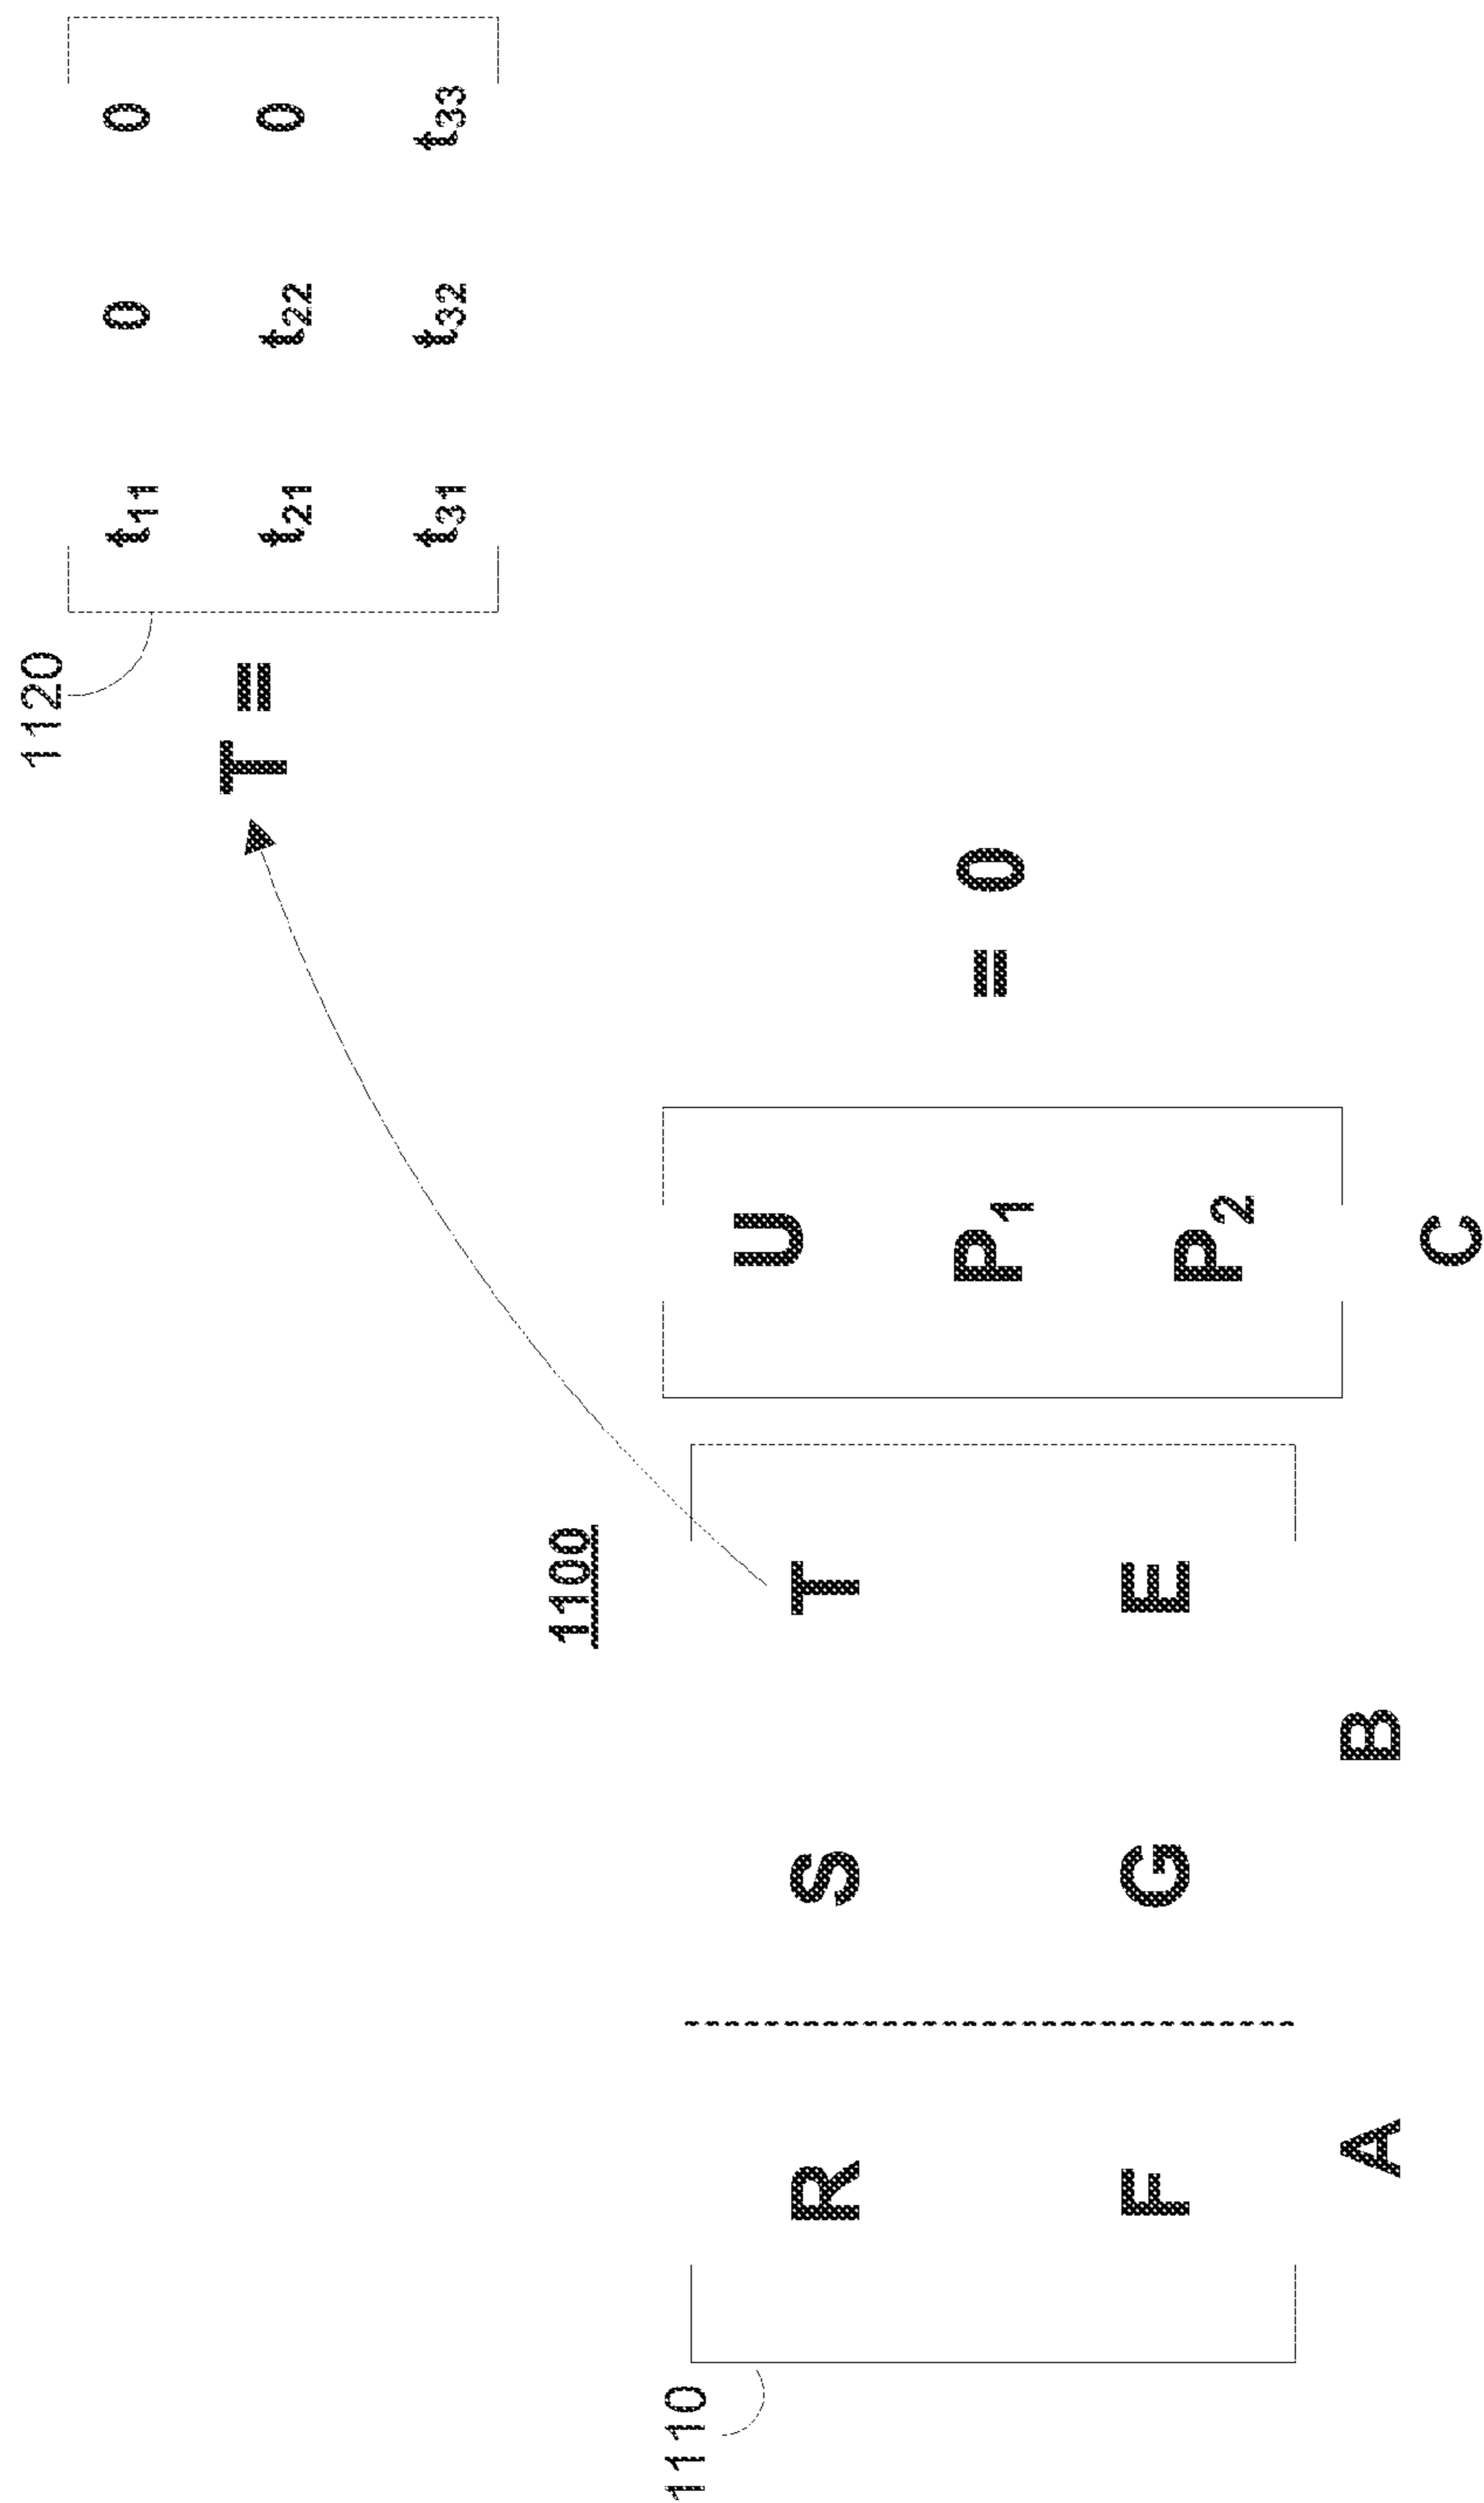 1120
t11 0 0
T = t21 t22 0
t31 t32 t33
1100
1110
U
R S T
P1 = 0
F G E
P2
A B
C